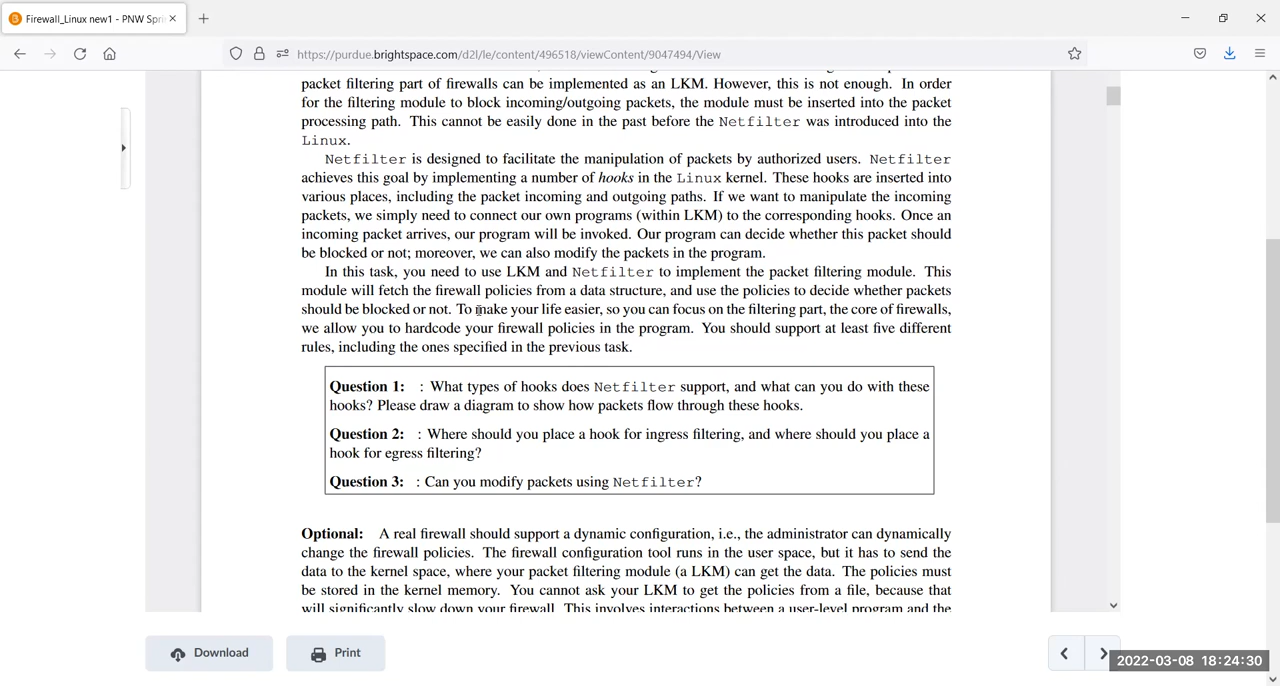 Firewall_Linux new1 - PNW Spri
https://purdue.brightspace.com/d2l/le/content/496518/viewContent/9047494/View
packet filtering part of firewalls can be implemented as an LKM. However, this is not enough. In order
for the filtering module to block incoming/outgoing packets, the module must be inserted into the packet
processing path. This cannot be easily done in the past before the Netfilter was introduced into the
Linux.
Netfilter is designed to facilitate the manipulation of packets by authorized users. Netfilter
achieves this goal by implementing a number of hooks in the Linux kernel. These hooks are inserted into
various places, including the packet incoming and outgoing paths. If we want to manipulate the incoming
packets, we simply need to connect our own programs (within LKM) to the corresponding hooks. Once an
incoming packet arrives, our program will be invoked. Our program can decide whether this packet should
be blocked or not; moreover, we can also modify the packets in the program.
In this task, you need to use LKM and Netfilter to implement the packet filtering module. This
module will fetch the firewall policies from a data structure, and use the policies to decide whether packets
should be blocked or not. To make your life easier, so you can focus on the filtering part, the core of firewalls,
we allow you to hardcode your firewall policies in the program. You should support at least five different
rules, including the ones specified in the previous task.
Question 1: : What types of hooks does Netfilter support, and what can you do with these
hooks? Please draw a diagram to show how packets flow through these hooks.
Question 2: : Where should you place a hook for ingress filtering, and where should you place a
hook for egress filtering?
Question 3: : Can you modify packets using Netfilter?
Optional: A real firewall should support a dynamic configuration, i.e., the administrator can dynamically
change the firewall policies. The firewall configuration tool runs in the user space, but it has to send the
data to the kernel space, where your packet filtering module (a LKM) can get the data. The policies must
be stored in the kernel memory. You cannot ask your LKM to get the policies from a file, because that
will significantly slow down your firewall. This involves interactions between a user-level program and the
Download
Print
2022-03-08 18:24:30